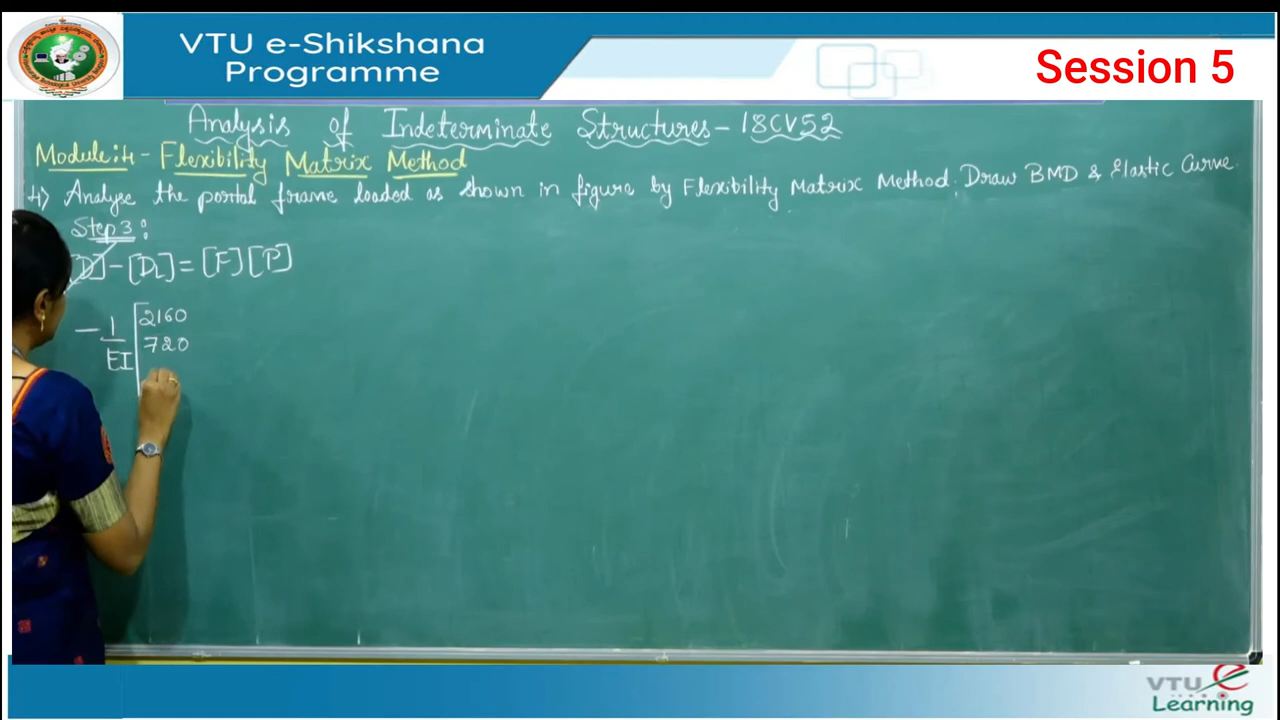 VTU e-Shikshana
Programme
Session 5
Analysis of Indeterminate Structures - 18CV52
Module:4 - Flexibility Matrix Method
4) Analyse the portal frame loaded as shown in figure by Flexibility Matrix Method. Draw BMD & Elastic Curve.
Step 3:
[D] - [DL] = [F] [P]
- 1/EI [2160
720
VTU e
Learning